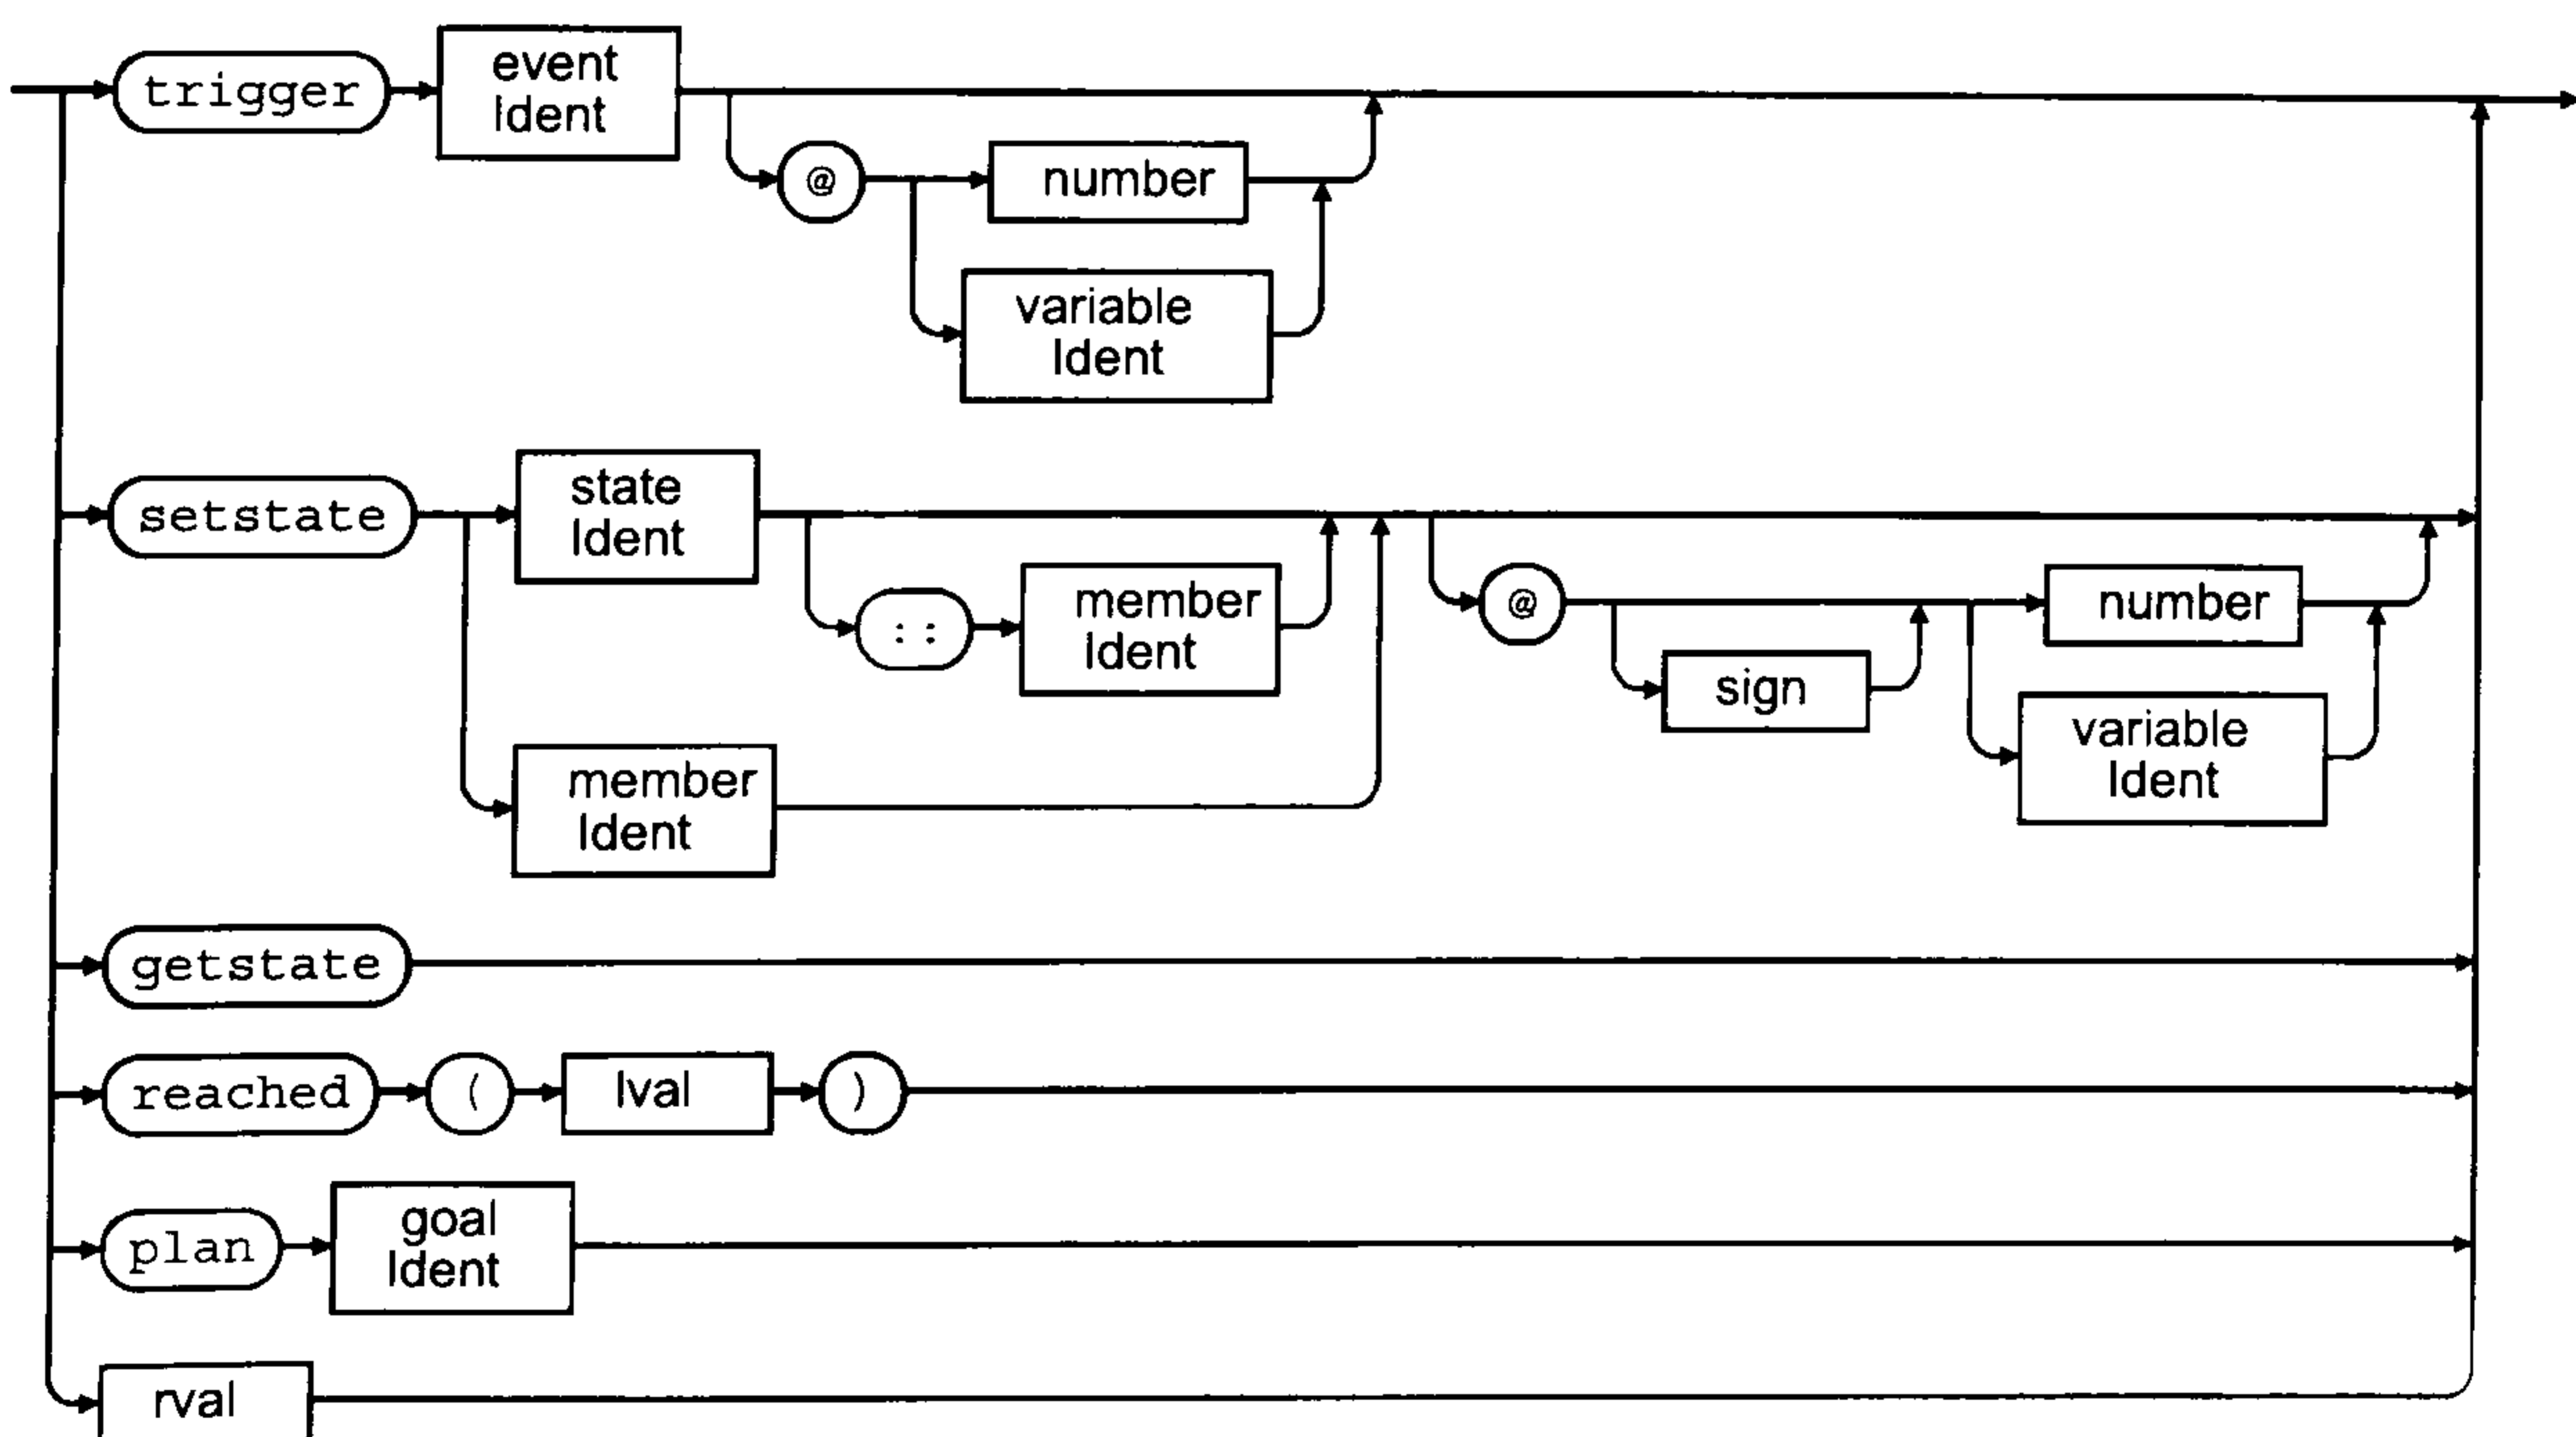 trigger
event
Ident
@
number
variable
Ident
setstate
state
Ident
::
member
Ident
@
number
sign
variable
Ident
member
Ident
getstate
reached ( lval )
plan
goal
Ident
rval